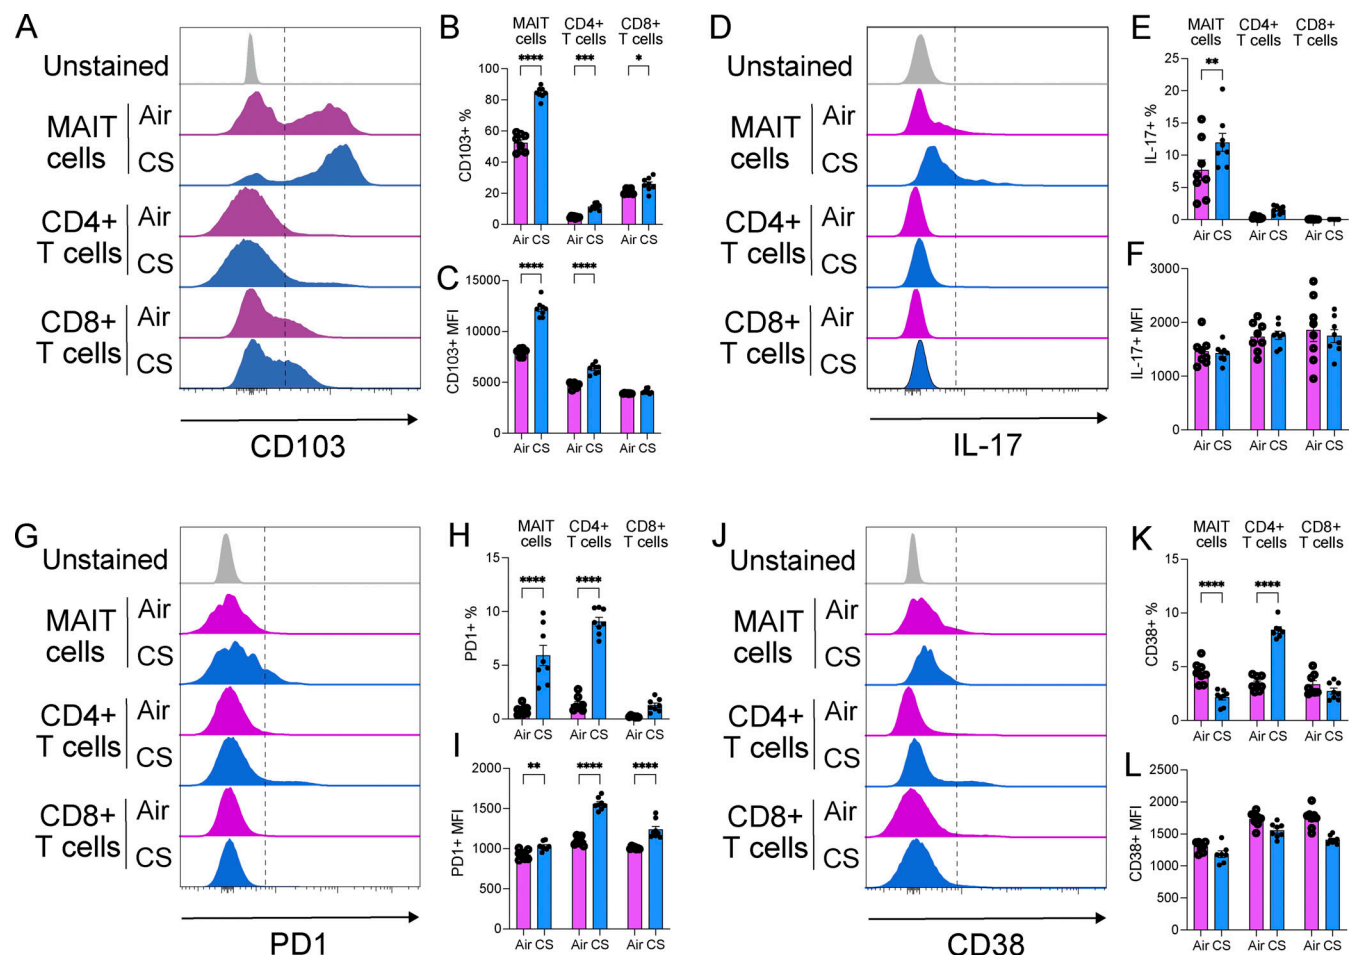 A
Unstained
MAIT cells
Air
CS
CD4+ T cells
Air
CS
CD8+ T cells
Air
CS
CD103
B
MAIT cells
CD4+ T cells
CD8+ T cells
****
***
*
CD103+ %
100
80
60
40
20
0
Air CS
Air CS
Air CS
C
****
****
CD103+ MFI
15000
10000
5000
0
Air CS
Air CS
Air CS
D
Unstained
MAIT cells
Air
CS
CD4+ T cells
Air
CS
CD8+ T cells
Air
CS
IL-17
E
MAIT cells
CD4+ T cells
CD8+ T cells
**
IL-17+ %
25
20
15
10
5
0
Air CS
Air CS
Air CS
F
IL-17+ MFI
3000
2000
1000
0
Air CS
Air CS
Air CS
G
Unstained
MAIT cells
Air
CS
CD4+ T cells
Air
CS
CD8+ T cells
Air
CS
PD1
H
MAIT cells
CD4+ T cells
CD8+ T cells
****
****
PD1+ %
15
10
5
0
Air CS
Air CS
Air CS
I
**
****
****
PD1+ MFI
2000
1500
1000
500
0
Air CS
Air CS
Air CS
J
Unstained
MAIT cells
Air
CS
CD4+ T cells
Air
CS
CD8+ T cells
Air
CS
CD38
K
MAIT cells
CD4+ T cells
CD8+ T cells
****
****
CD38+ %
15
10
5
0
Air CS
Air CS
Air CS
L
CD38+ MFI
2500
2000
1500
1000
500
0
Air CS
Air CS
Air CS